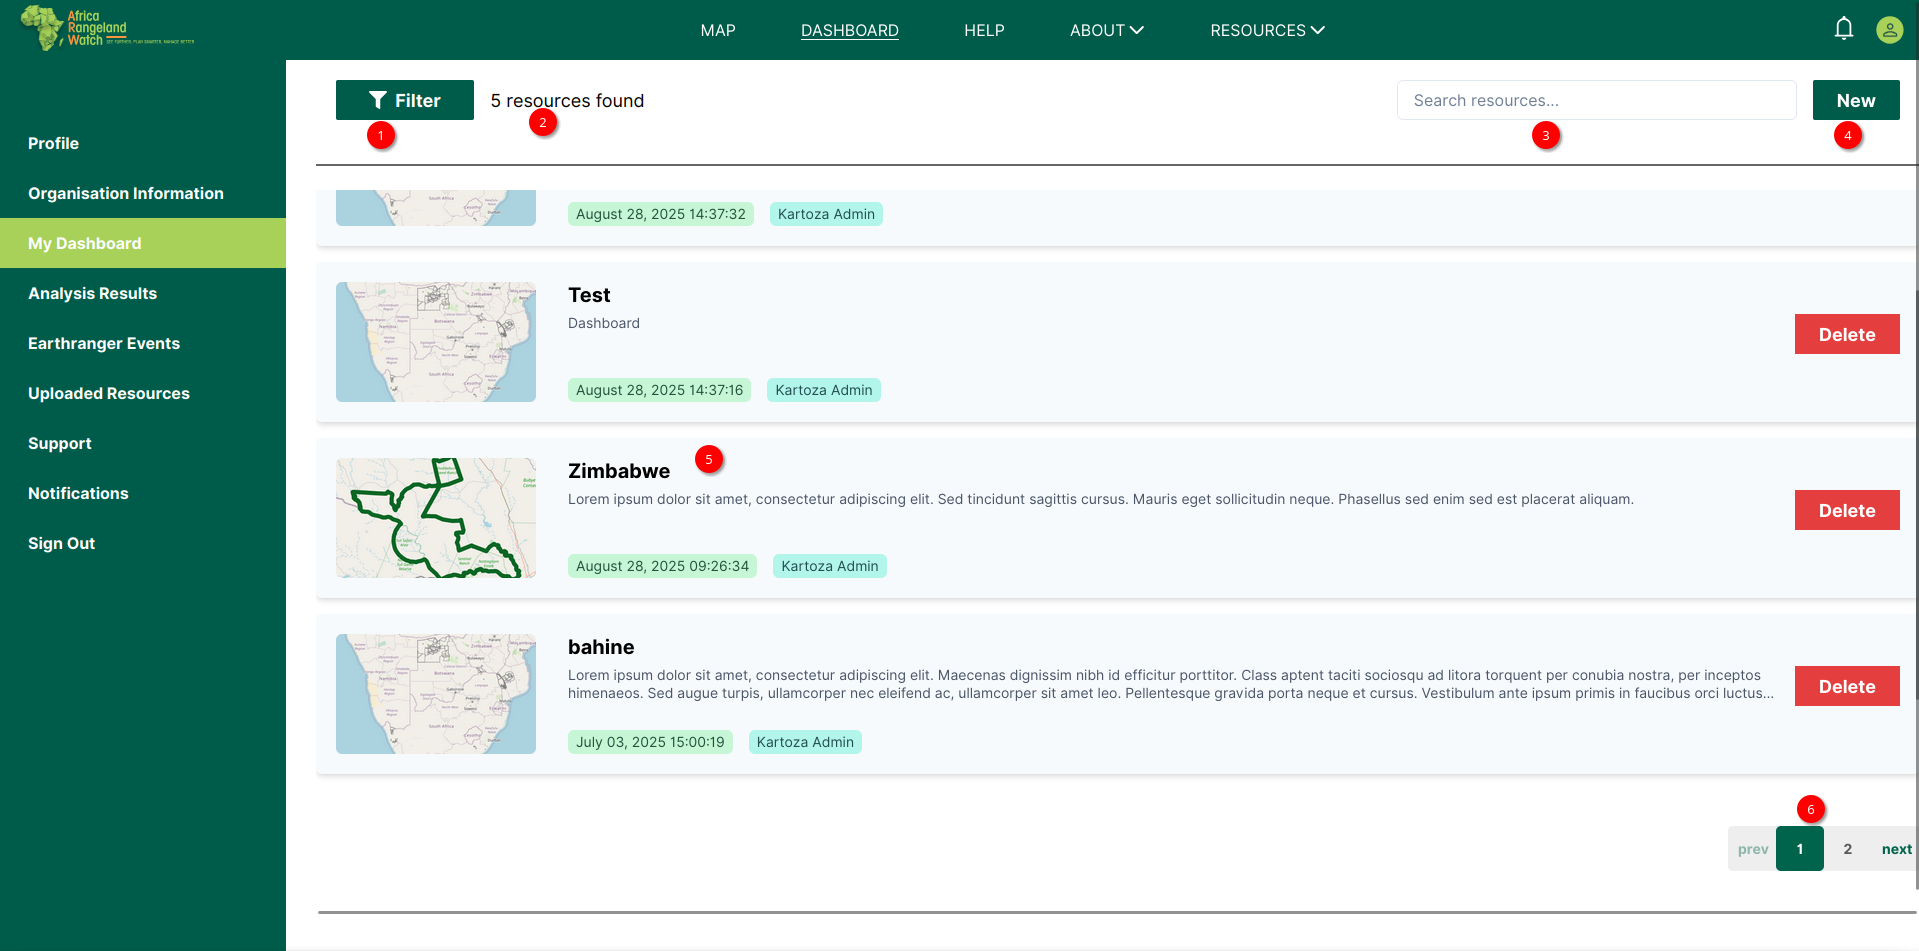 Africa
Rangeland
Watch
SEE FURTHER. PLAN SMARTER. MANAGE BETTER
MAP
DASHBOARD
HELP
ABOUT
RESOURCES
Profile
Organisation Information
My Dashboard
Analysis Results
Earthranger Events
Uploaded Resources
Support
Notifications
Sign Out
Filter
5 resources found
Search resources...
New
1
2
3
4
August 28, 2025 14:37:32
Kartoza Admin
Test
Dashboard
August 28, 2025 14:37:16
Kartoza Admin
Delete
Zimbabwe
5
Lorem ipsum dolor sit amet, consectetur adipiscing elit. Sed tincidunt sagittis cursus. Mauris eget sollicitudin neque. Phasellus sed enim sed est placerat aliquam.
August 28, 2025 09:26:34
Kartoza Admin
Delete
bahine
Lorem ipsum dolor sit amet, consectetur adipiscing elit. Maecenas dignissim nibh id efficitur porttitor. Class aptent taciti sociosqu ad litora torquent per conubia nostra, per inceptos
himenaeos. Sed augue turpis, ullamcorper nec eleifend ac, ullamcorper sit amet leo. Pellentesque gravida porta neque et cursus. Vestibulum ante ipsum primis in faucibus orci luctus...
July 03, 2025 15:00:19
Kartoza Admin
Delete
6
prev
1
2
next